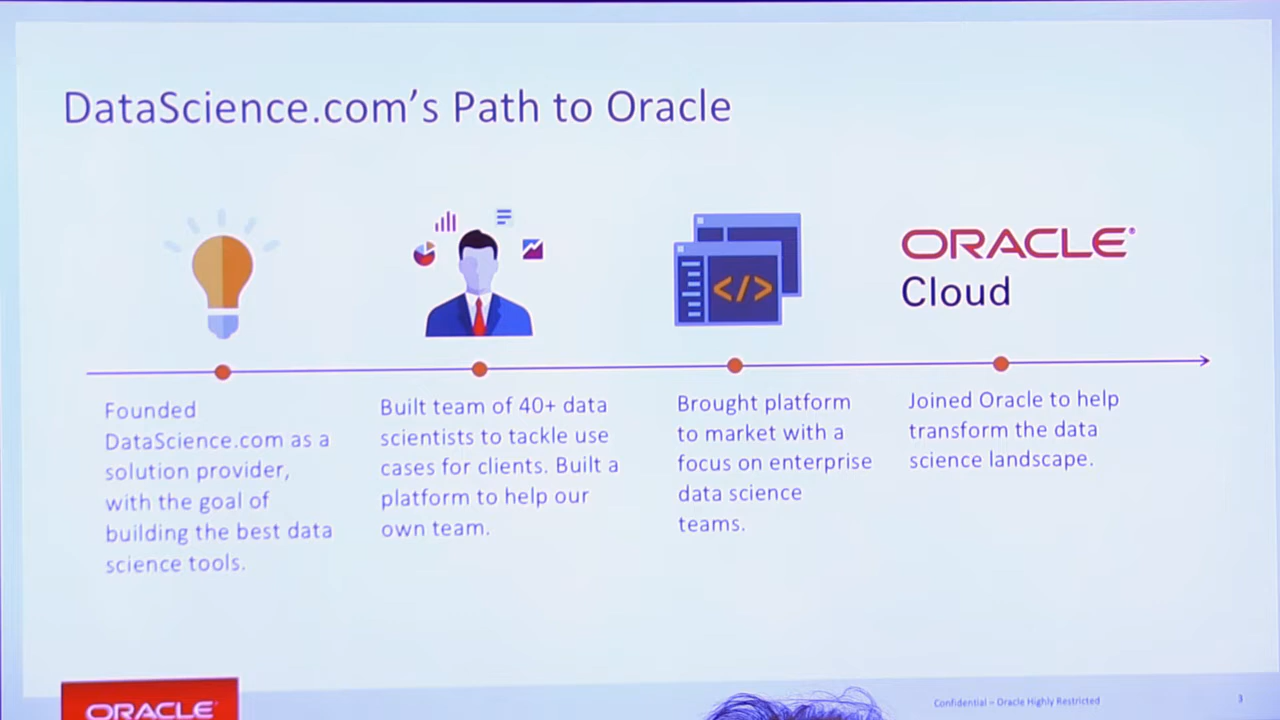 DataScience.com’s Path to Oracle
ORACLE®
Cloud
</>
Founded
DataScience.com as a
solution provider,
with the goal of
building the best data
science tools.
Built team of 40+ data
scientists to tackle use
cases for clients. Built a
platform to help our
own team.
Brought platform
to market with a
focus on enterprise
data science
teams.
Joined Oracle to help
transform the data
science landscape.
ORACLE
Confidential – Oracle Highly Restricted
3